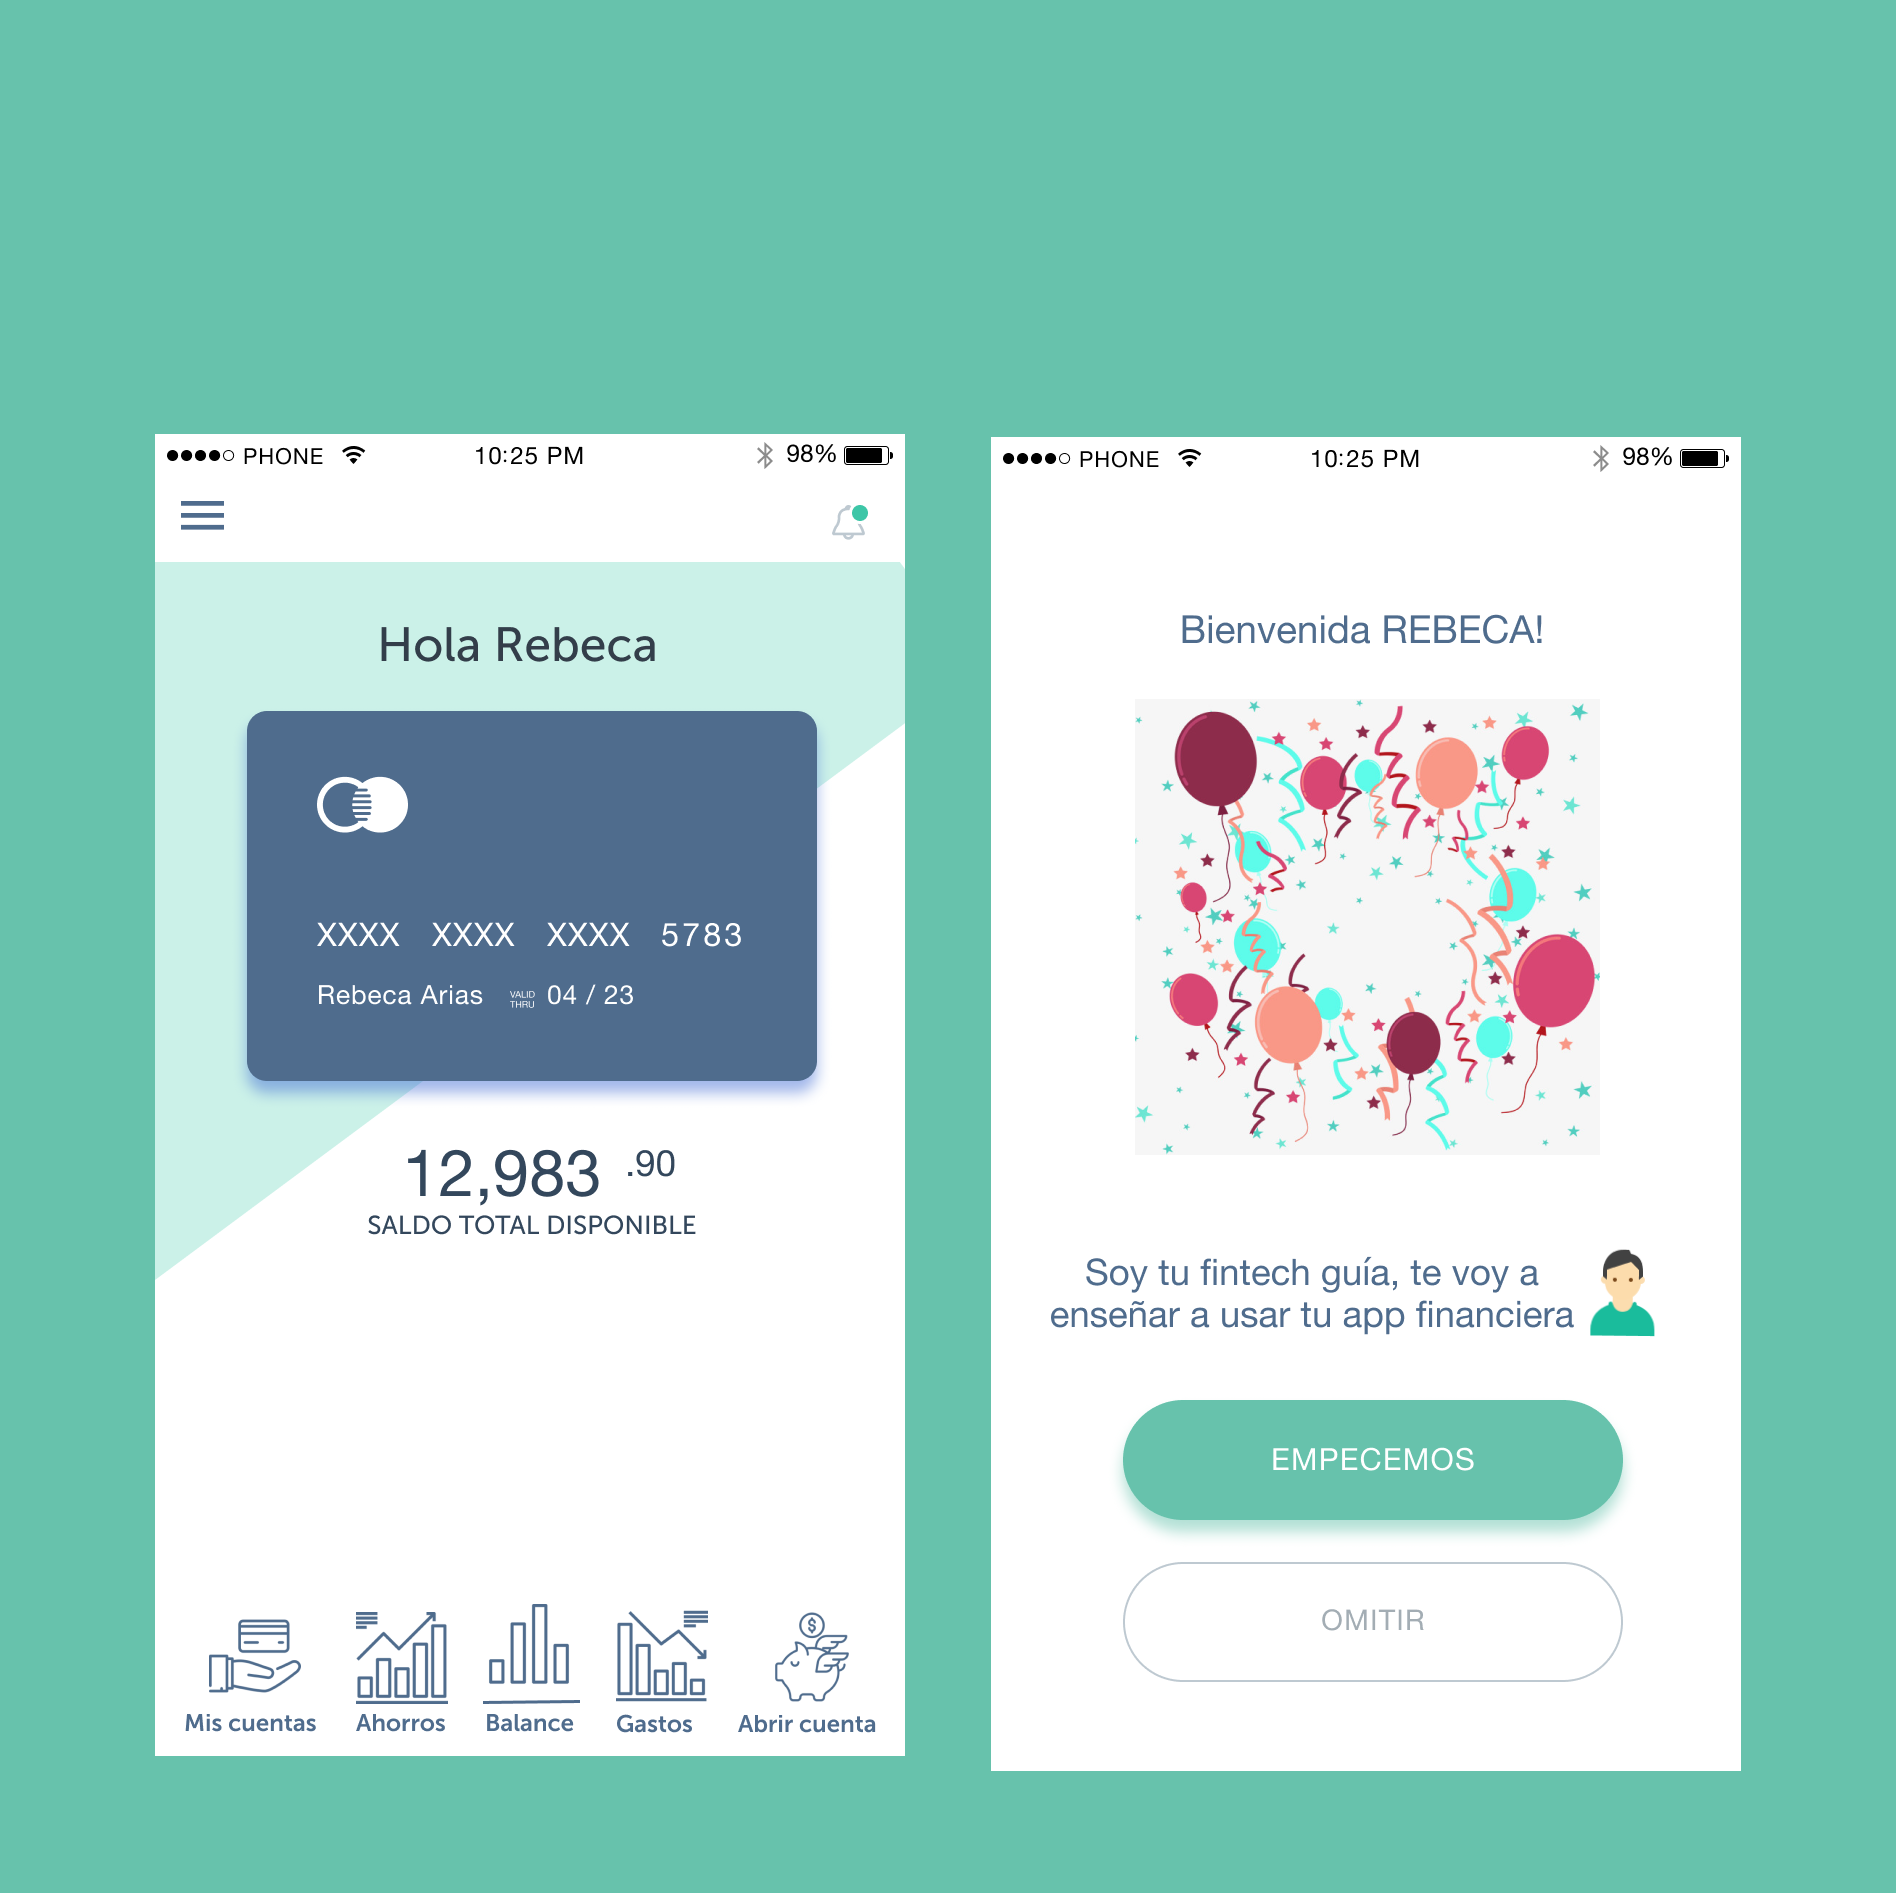 PHONE 10:25 PM 98%
Hola Rebeca
XXXX XXXX XXXX 5783
Rebeca Arias VALID THRU 04 / 23
12,983 .90
SALDO TOTAL DISPONIBLE
$
Mis cuentas Ahorros Balance Gastos Abrir cuenta
PHONE 10:25 PM 98%
Bienvenida REBECA!
Soy tu fintech guía, te voy a
enseñar a usar tu app financiera
EMPECEMOS
OMITIR